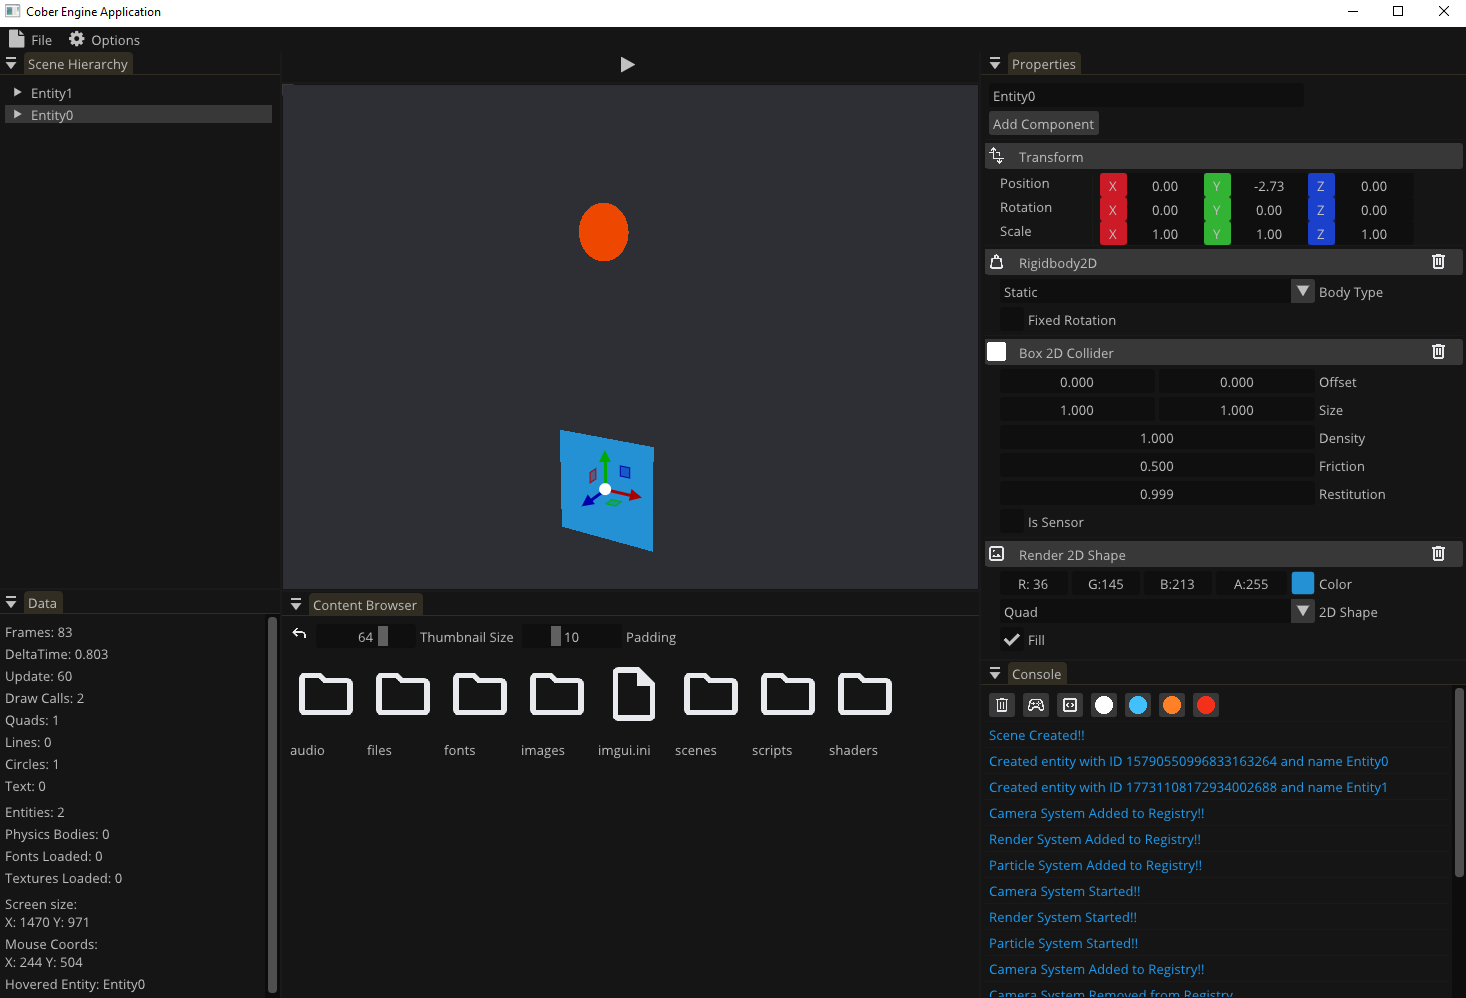 Cober Engine Application
File Options
Scene Hierarchy
Entity1
Entity0
Properties
Entity0
Add Component
Transform
Position X 0.00 Y -2.73 Z 0.00
Rotation X 0.00 Y 0.00 Z 0.00
Scale X 1.00 Y 1.00 Z 1.00
Rigidbody2D
Static Body Type
Fixed Rotation
Box 2D Collider
0.000 0.000 Offset
1.000 1.000 Size
1.000 Density
0.500 Friction
0.999 Restitution
Is Sensor
Render 2D Shape
R: 36 G:145 B:213 A:255 Color
Quad 2D Shape
Fill
Data
Frames: 83
DeltaTime: 0.803
Update: 60
Draw Calls: 2
Quads: 1
Lines: 0
Circles: 1
Text: 0
Entities: 2
Physics Bodies: 0
Fonts Loaded: 0
Textures Loaded: 0
Screen size:
X: 1470 Y: 971
Mouse Coords:
X: 244 Y: 504
Hovered Entity: Entity0
Content Browser
64 Thumbnail Size 10 Padding
audio files fonts images imgui.ini scenes scripts shaders
Console
Scene Created!!
Created entity with ID 15790550996833163264 and name Entity0
Created entity with ID 17731108172934002688 and name Entity1
Camera System Added to Registry!!
Render System Added to Registry!!
Particle System Added to Registry!!
Camera System Started!!
Render System Started!!
Particle System Started!!
Camera System Added to Registry!!
Camera System Removed from Registry